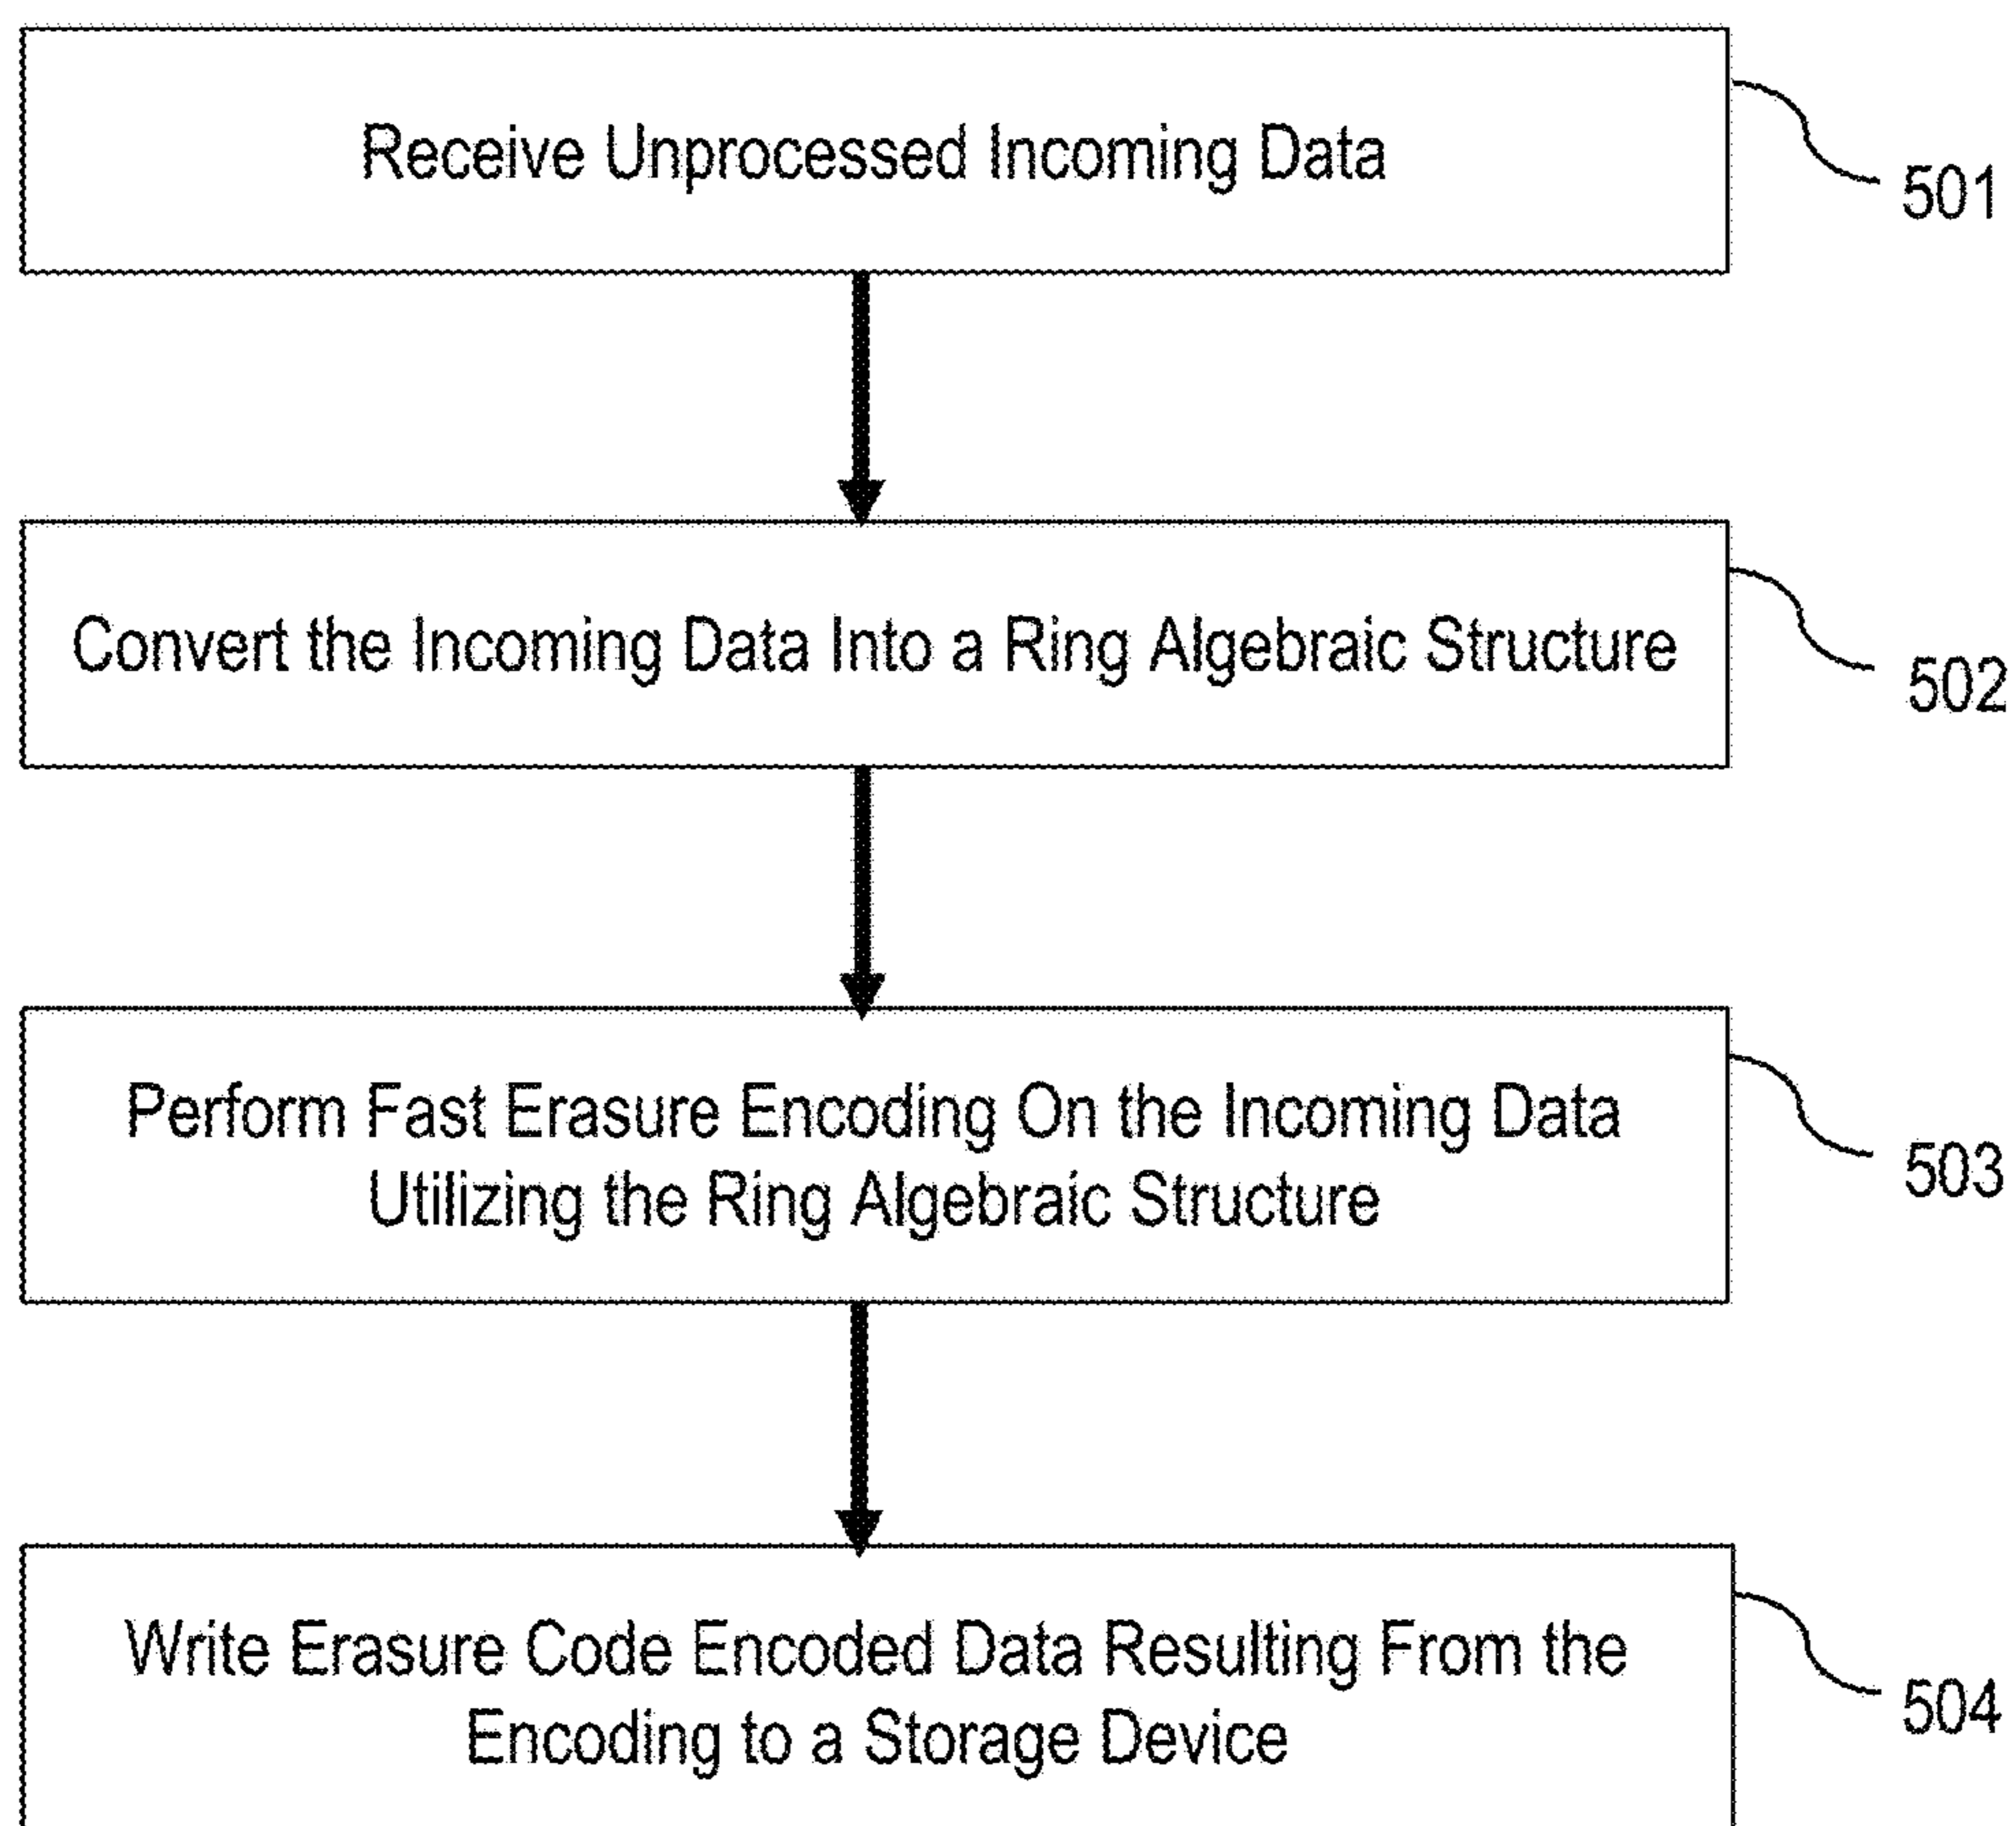 Receive Unprocessed Incoming Data
501
Convert the Incoming Data Into a Ring Algebraic Structure
502
Perform Fast Erasure Encoding On the Incoming Data
Utilizing the Ring Algebraic Structure
503
Write Erasure Code Encoded Data Resulting From the
Encoding to a Storage Device
504